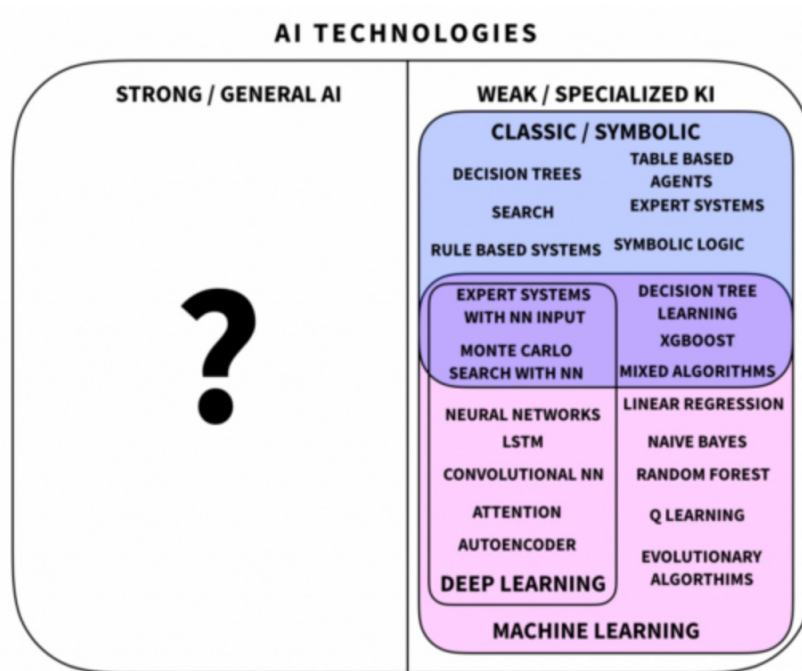 AI TECHNOLOGIES
STRONG / GENERAL AI
?
WEAK / SPECIALIZED KI
CLASSIC / SYMBOLIC
DECISION TREES
TABLE BASED
AGENTS
SEARCH
EXPERT SYSTEMS
RULE BASED SYSTEMS
SYMBOLIC LOGIC
EXPERT SYSTEMS
WITH NN INPUT
MONTE CARLO
SEARCH WITH NN
DECISION TREE
LEARNING
XGBOOST
MIXED ALGORITHMS
NEURAL NETWORKS
LSTM
CONVOLUTIONAL NN
ATTENTION
AUTOENCODER
DEEP LEARNING
LINEAR REGRESSION
NAIVE BAYES
RANDOM FOREST
Q LEARNING
EVOLUTIONARY
ALGORTHIMS
MACHINE LEARNING